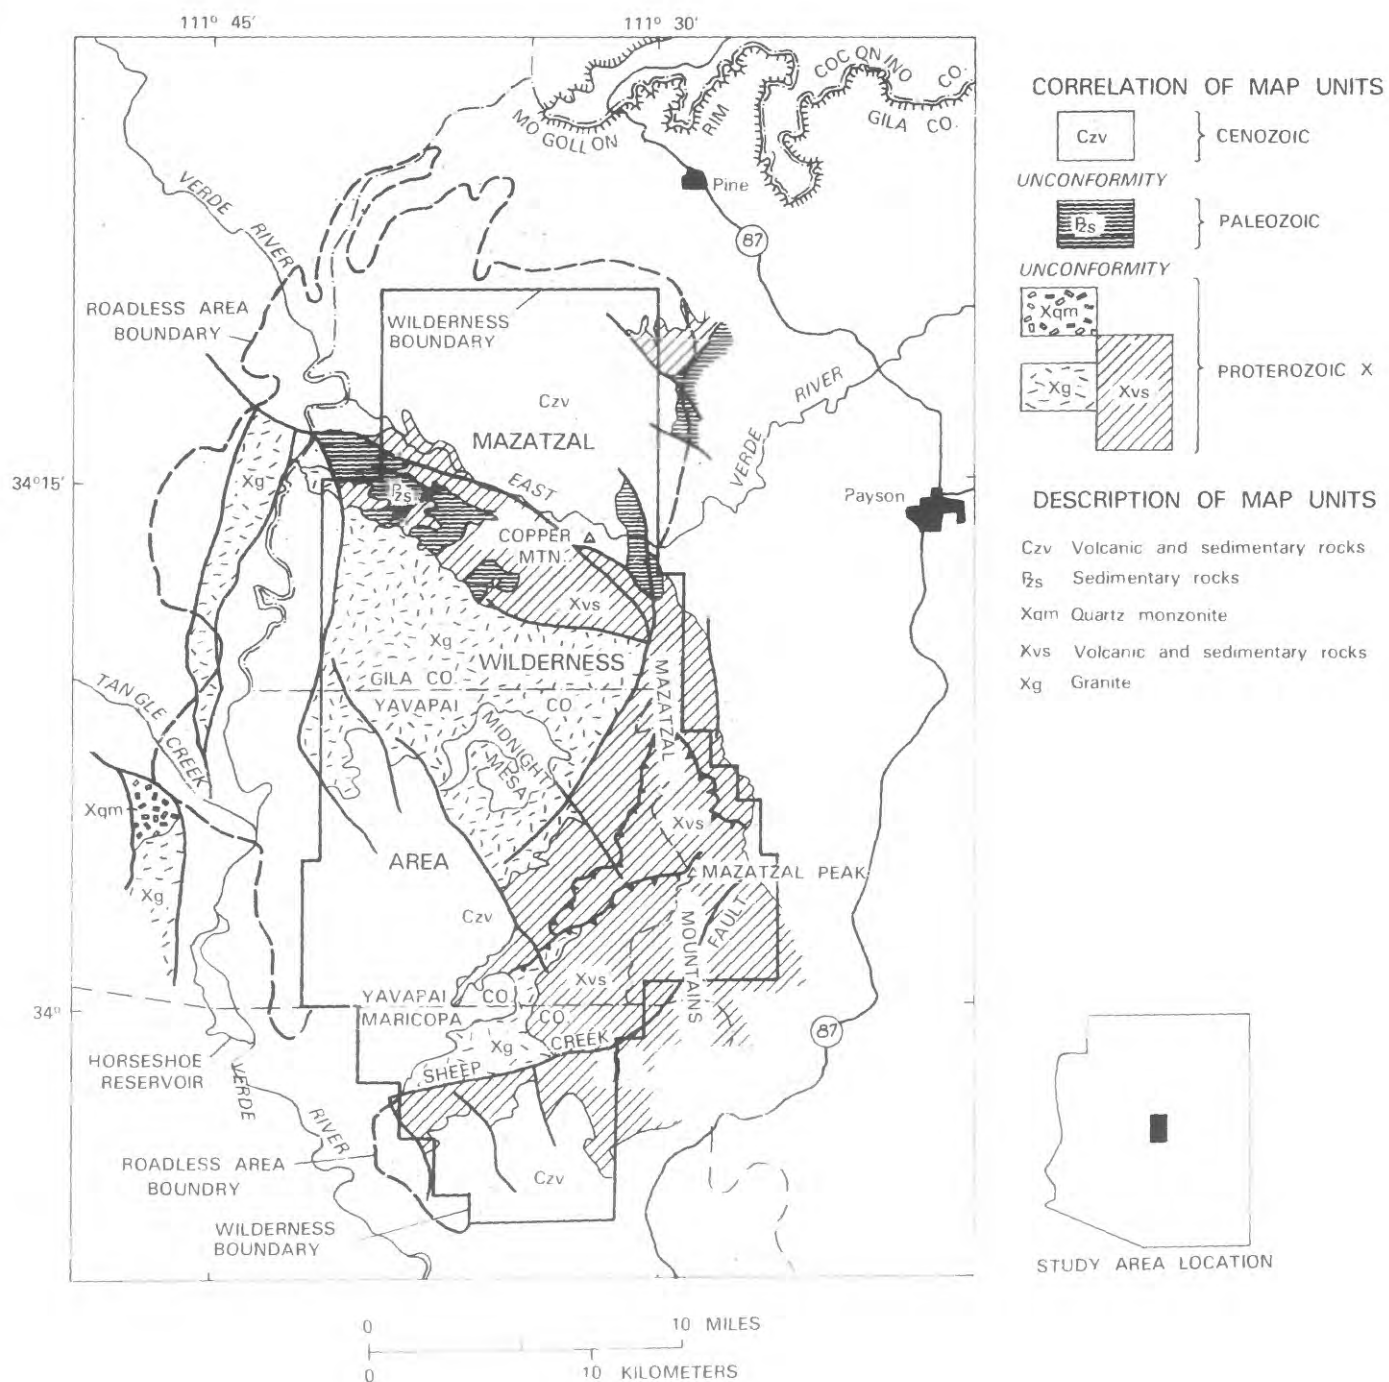 111° 45'
111° 30'
COCONINO CO.
GILA CO.
MOGOLLON RIM
Pine
87
VERDE RIVER
ROADLESS AREA
BOUNDARY
WILDERNESS
BOUNDARY
Czv
MAZATZAL
RIVER
VERDE
EAST
34°15'
Xg
P̶zs
Payson
COPPER
MTN.
Xvs
Xg
WILDERNESS
GILA CO.
YAVAPAI CO
MAZATZAL
TANGLE
CREEK
MIDNIGHT
MESA
Xqm
Xvs
AREA
MAZATZAL PEAK
Xg
Czv
MOUNTAINS
FAULT
Xvs
YAVAPAI CO.
MARICOPA CO.
34°
87
Xg
SHEEP CREEK
HORSESHOE
RESERVOIR
VERDE
RIVER
ROADLESS AREA
BOUNDRY
Czv
WILDERNESS
BOUNDARY
0 10 MILES
0 10 KILOMETERS
CORRELATION OF MAP UNITS
Czv CENOZOIC
UNCONFORMITY
P̶zs PALEOZOIC
UNCONFORMITY
Xqm
Xg Xvs PROTEROZOIC X
DESCRIPTION OF MAP UNITS
Czv Volcanic and sedimentary rocks
P̶zs Sedimentary rocks
Xqm Quartz monzonite
Xvs Volcanic and sedimentary rocks
Xg Granite
STUDY AREA LOCATION